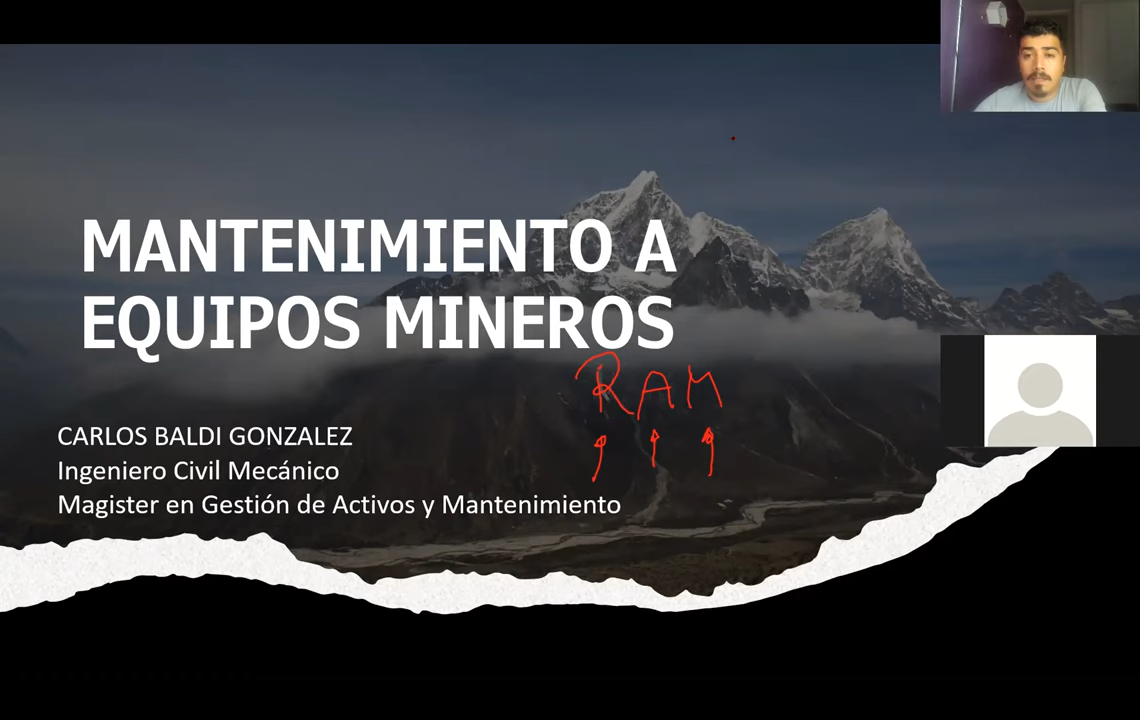 MANTENIMIENTO A
EQUIPOS MINEROS
RAM
CARLOS BALDI GONZALEZ
Ingeniero Civil Mecánico
Magister en Gestión de Activos y Mantenimiento